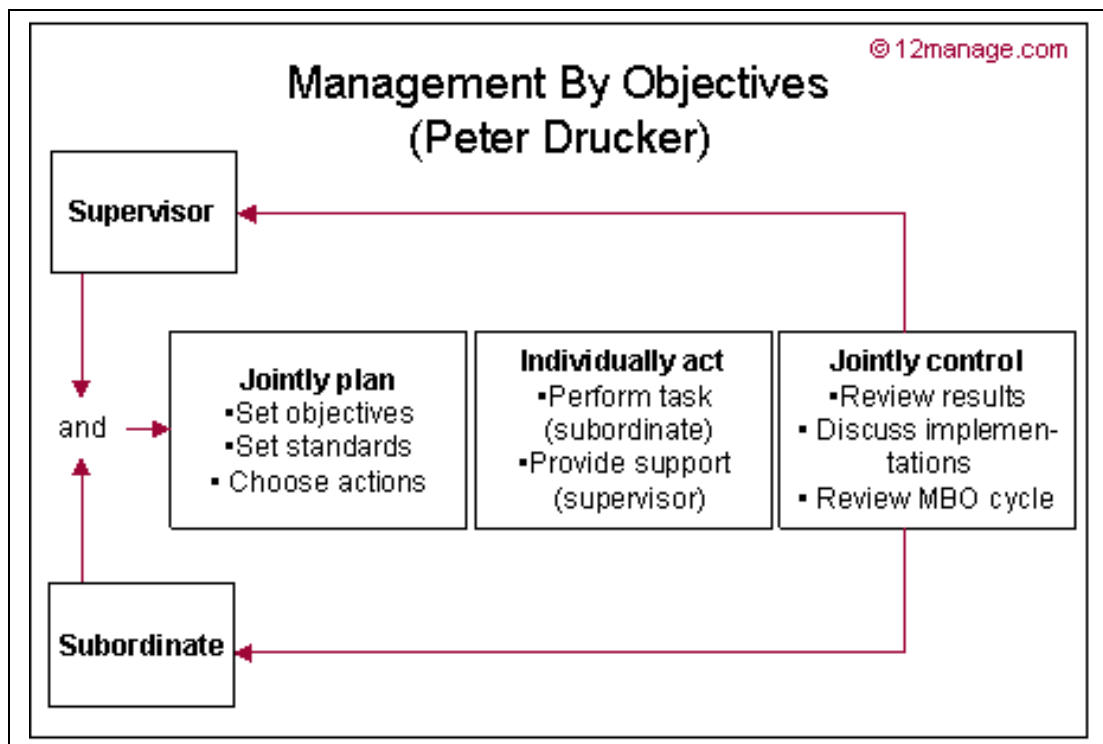 © 12manage.com
Management By Objectives
(Peter Drucker)
Supervisor
and
Jointly plan
▪Set objectives
▪Set standards
▪ Choose actions
Individually act
▪Perform task
(subordinate)
▪Provide support
(supervisor)
Jointly control
▪Review results
▪ Discuss implemen-
tations
▪ Review MBO cycle
Subordinate